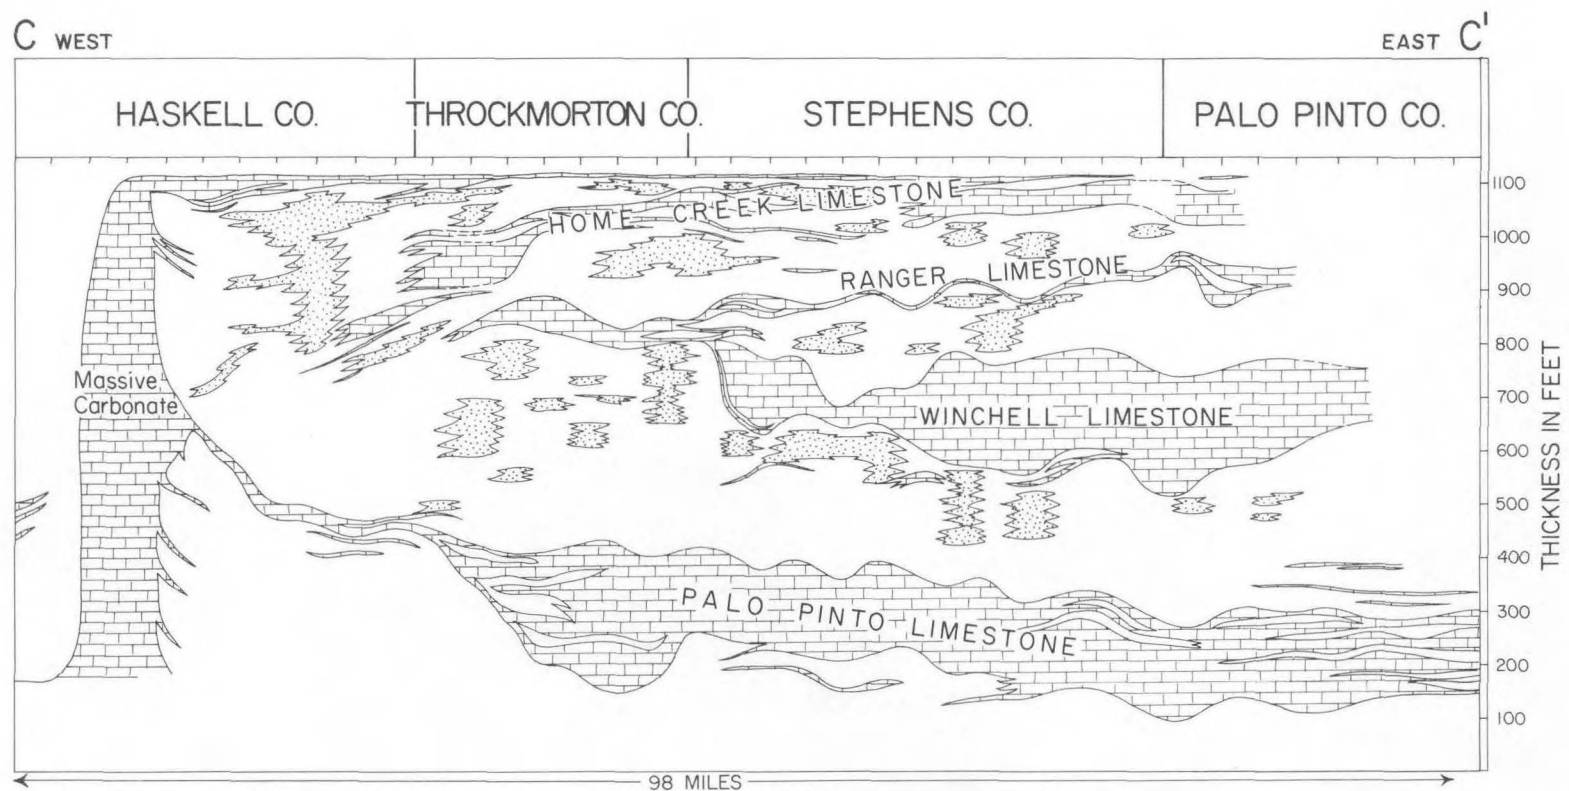 C WEST
EAST C'
HASKELL CO.
THROCKMORTON CO.
STEPHENS CO.
PALO PINTO CO.
HOME CREEK LIMESTONE
RANGER LIMESTONE
Massive
Carbonate
WINCHELL LIMESTONE
PALO PINTO LIMESTONE
1100
1000
900
800
700
600
500
400
300
200
100
THICKNESS IN FEET
98 MILES